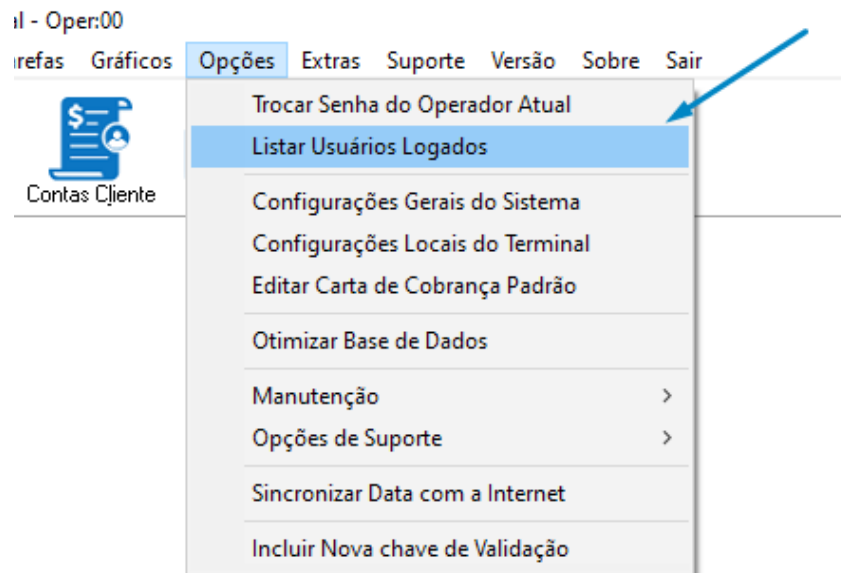 al - Oper:00
arefas Gráficos Opções Extras Suporte Versão Sobre Sair
$
Contas Cliente
Trocar Senha do Operador Atual
Listar Usuários Logados
Configurações Gerais do Sistema
Configurações Locais do Terminal
Editar Carta de Cobrança Padrão
Otimizar Base de Dados
Manutenção >
Opções de Suporte >
Sincronizar Data com a Internet
Incluir Nova chave de Validação